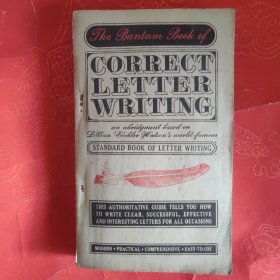 The Bantam Book of
CORRECT
LETTER
WRITING
an abridgment based on
Lillian Eichler Watson's world-famous
STANDARD BOOK OF LETTER WRITING
THIS AUTHORITATIVE GUIDE TELLS YOU HOW
TO WRITE CLEAR, SUCCESSFUL, EFFECTIVE
AND INTERESTING LETTERS FOR ALL OCCASIONS
MODERN • PRACTICAL • COMPREHENSIVE • EASY-TO-USE